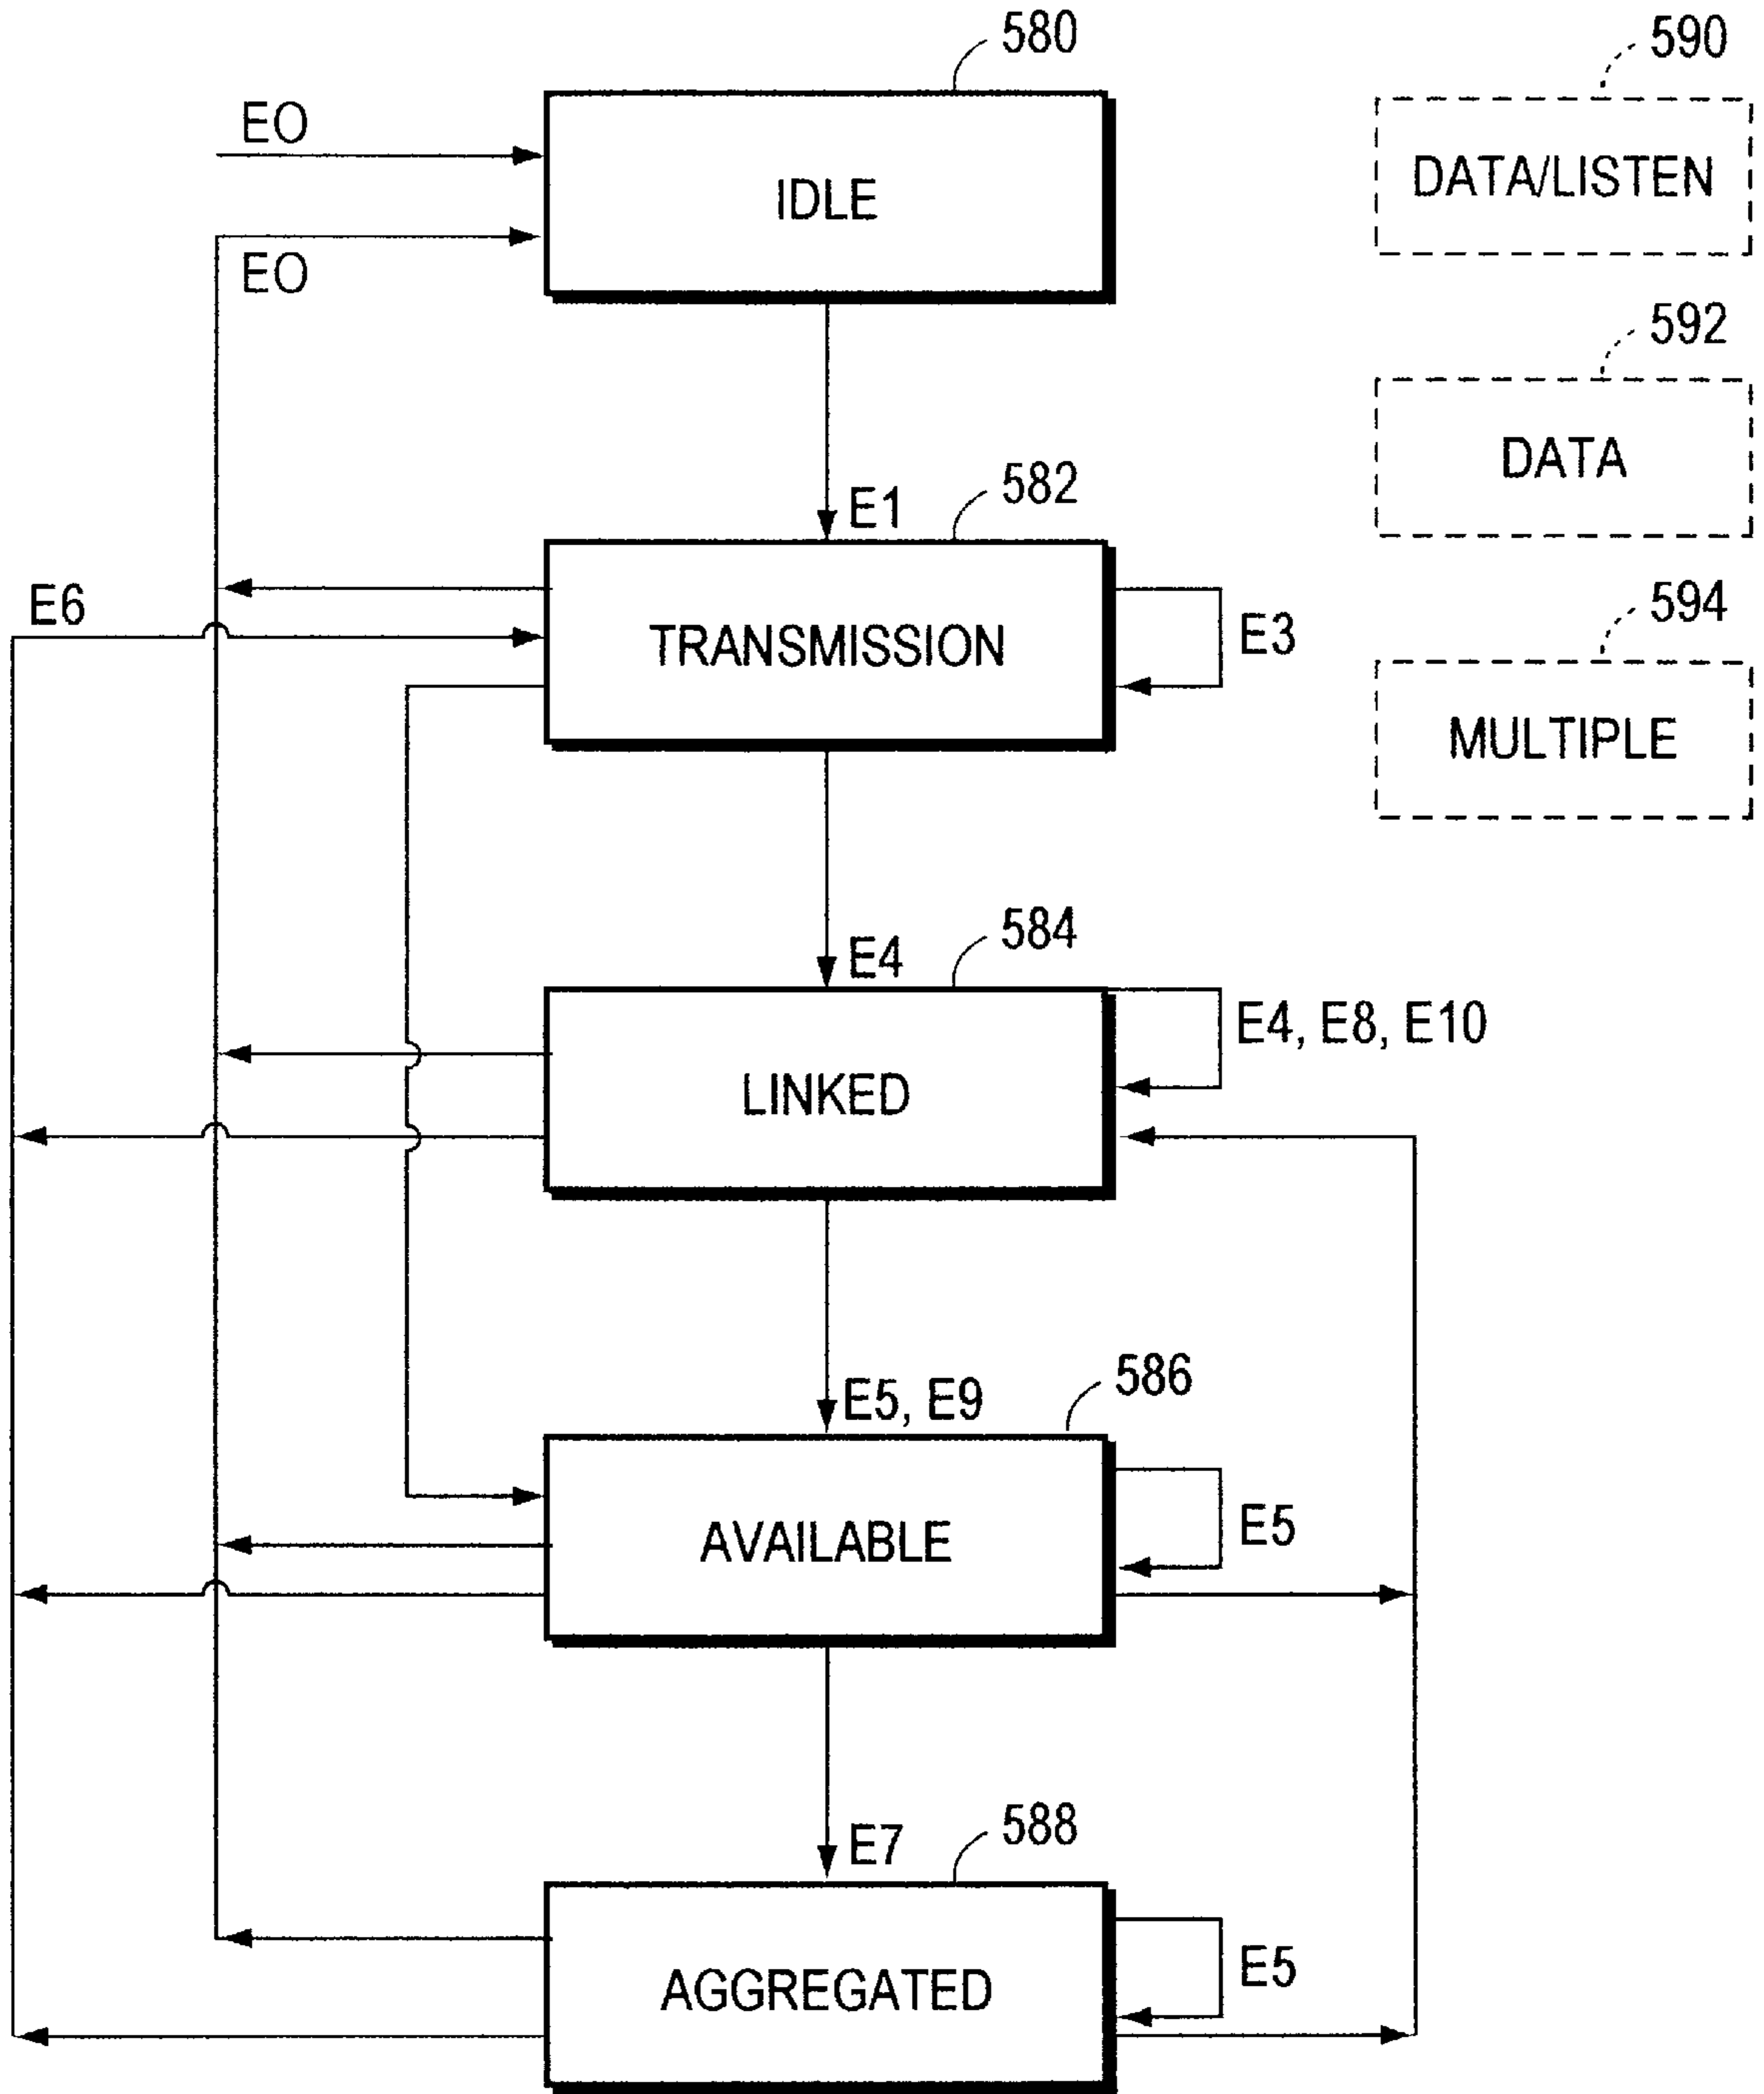 580
590
EO
DATA/LISTEN
IDLE
EO
592
DATA
582
E1
E6
594
TRANSMISSION
E3
MULTIPLE
584
E4
E4, E8, E10
LINKED
586
E5, E9
AVAILABLE
E5
588
E7
AGGREGATED
E5